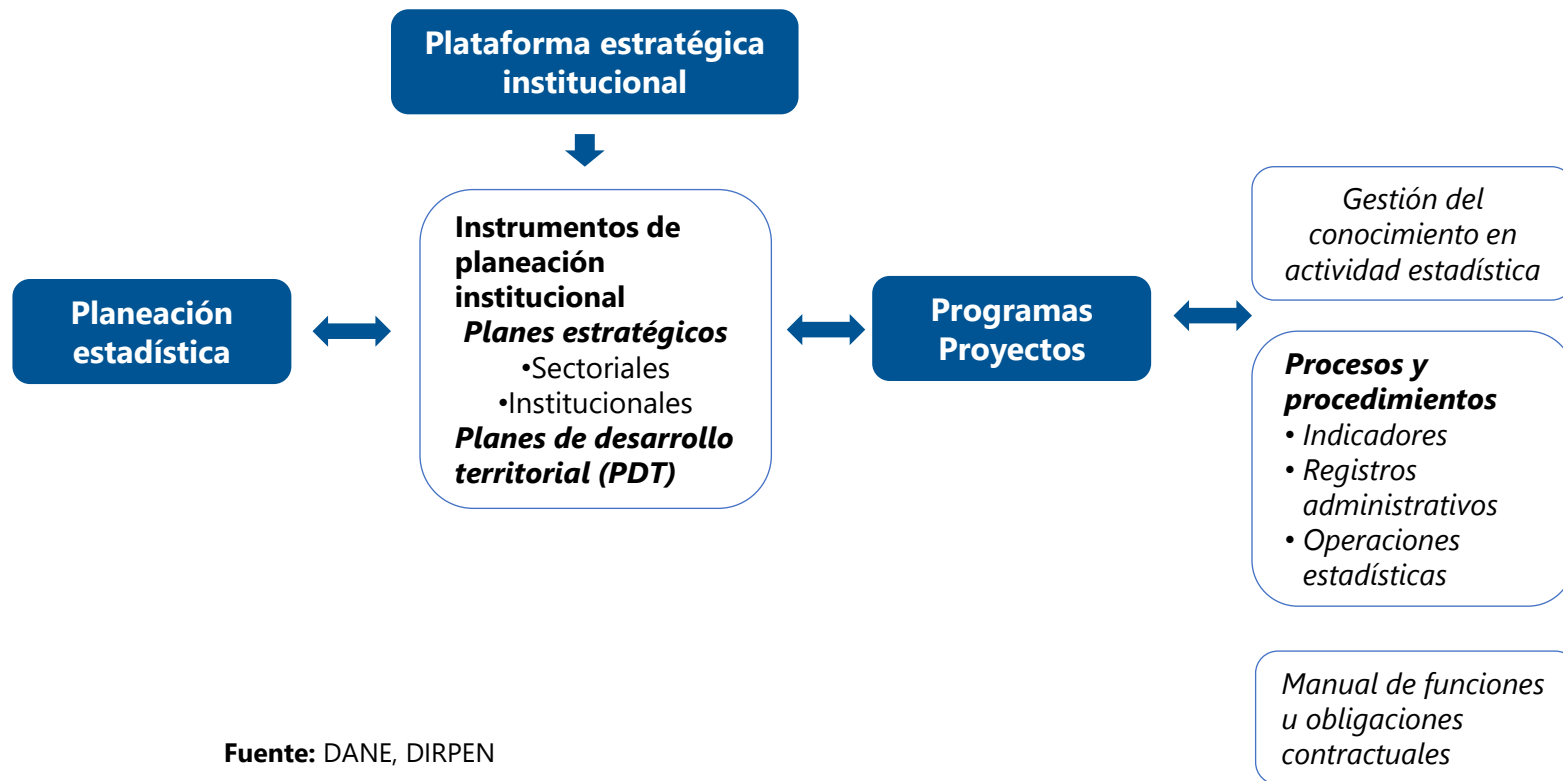 Plataforma estratégica
institucional
Planeación
estadística
Instrumentos de
planeación
institucional
Planes estratégicos
•Sectoriales
•Institucionales
Planes de desarrollo
territorial (PDT)
Programas
Proyectos
Gestión del
conocimiento en
actividad estadística
Procesos y
procedimientos
• Indicadores
• Registros
administrativos
• Operaciones
estadísticas
Manual de funciones
u obligaciones
contractuales
Fuente: DANE, DIRPEN